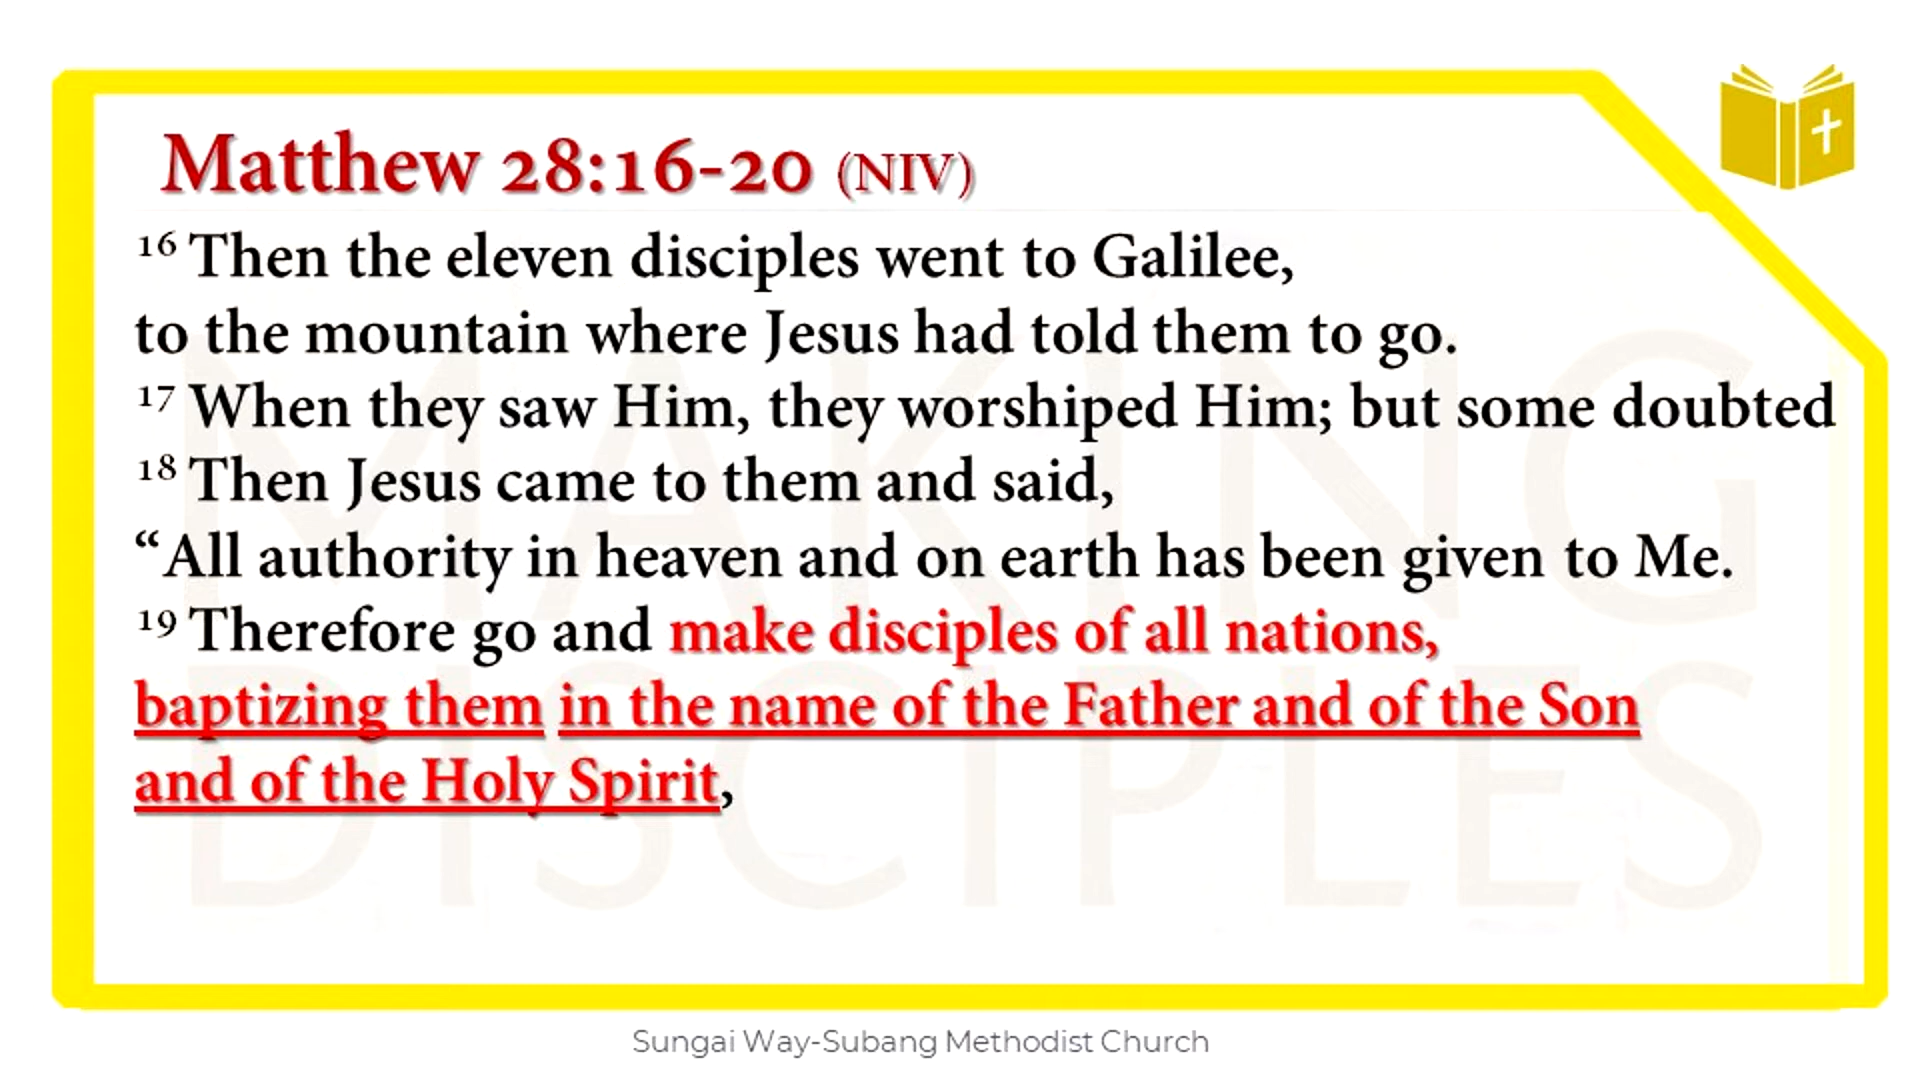 Matthew 28:16-20 (NIV)
16 Then the eleven disciples went to Galilee,
to the mountain where Jesus had told them to go.
17 When they saw Him, they worshiped Him; but some doubted
18 Then Jesus came to them and said,
“All authority in heaven and on earth has been given to Me.
19 Therefore go and make disciples of all nations,
baptizing them in the name of the Father and of the Son
and of the Holy Spirit,
MAKING
DISCIPLES
Sungai Way-Subang Methodist Church